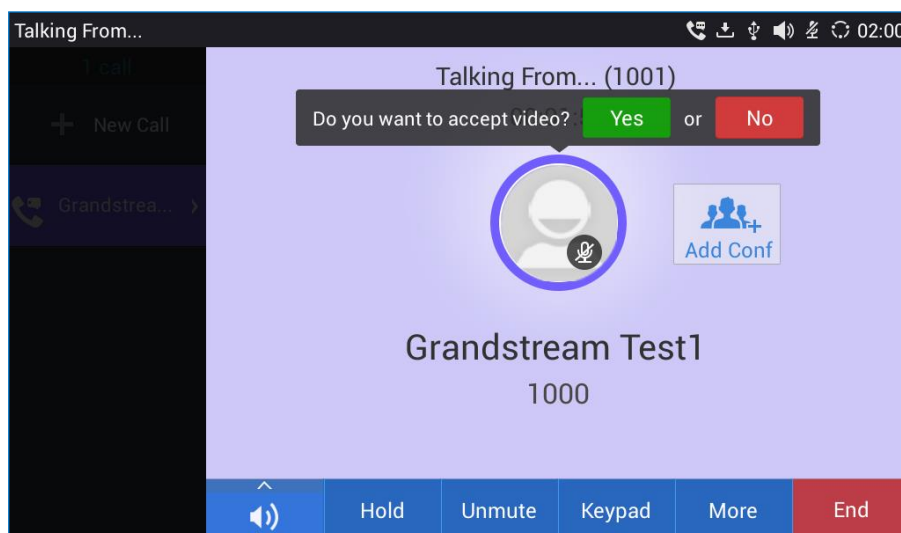 Talking From...
02:00
1 call
Talking From... (1001)
Do you want to accept video? Yes or No
New Call
Grandstrea...
Add Conf
Grandstream Test1
1000
Hold Unmute Keypad More End